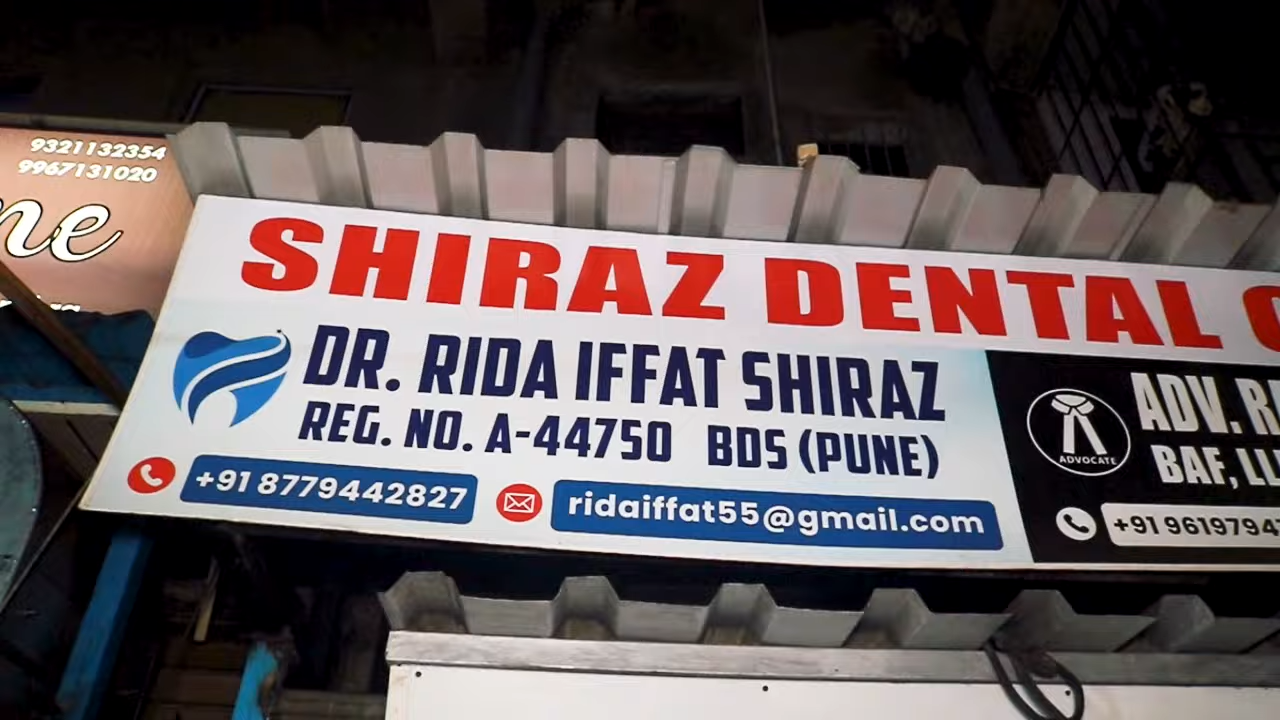 9321132354
9967131020
ne
SHIRAZ DENTAL
DR. RIDA IFFAT SHIRAZ
REG. NO. A-44750 BDS (PUNE)
+91 8779442827
ridaiffat55@gmail.com
ADVOCATE
ADV.
BAF,
+91 961979